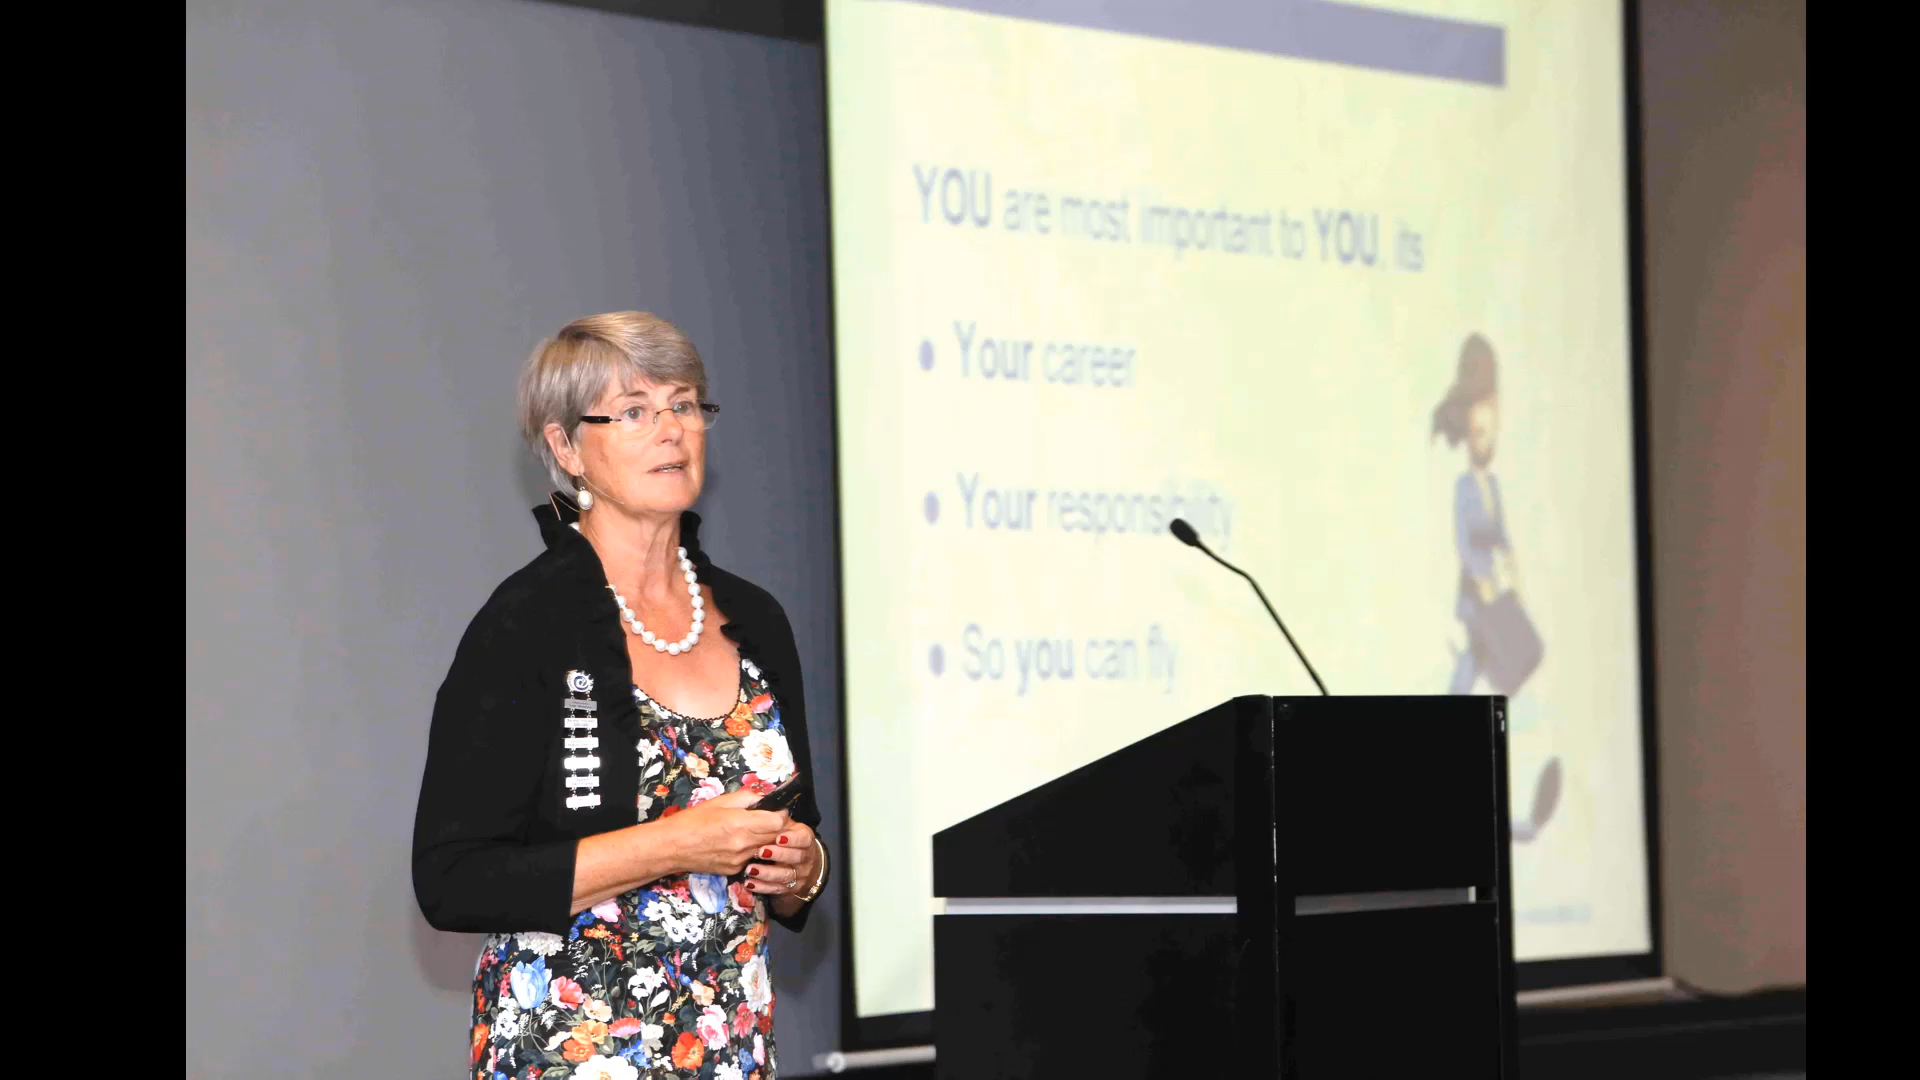 YOU are most important to YOU, its
• Your career
• Your responsibility
• So you can fly